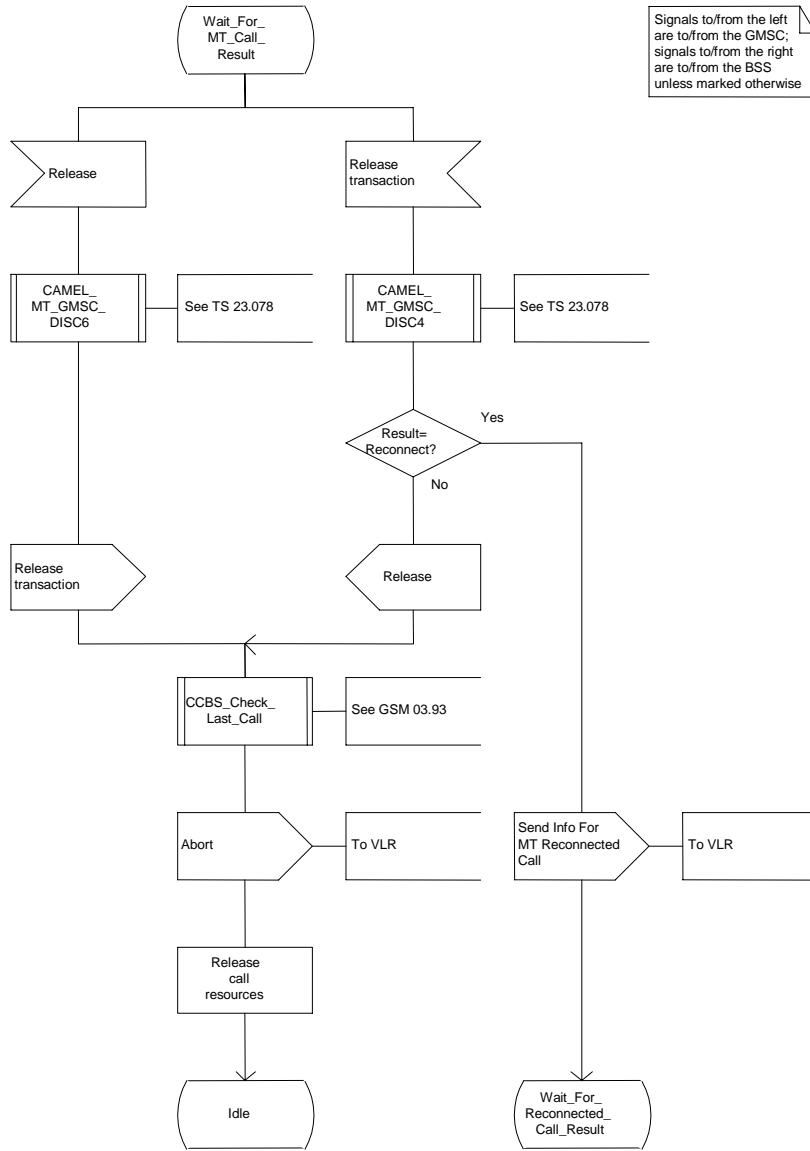 Wait_For_
MT_Call_
Result
Signals to/from the left
are to/from the GMSC;
signals to/from the right
are to/from the BSS
unless marked otherwise
Release
Release
transaction
CAMEL_
MT_GMSC_
DISC6
See TS 23.078
CAMEL_
MT_GMSC_
DISC4
See TS 23.078
Result=
Reconnect?
Yes
No
Release
transaction
Release
CCBS_Check_
Last_Call
See GSM 03.93
Abort
To VLR
Send Info For
MT Reconnected
Call
To VLR
Release
call
resources
Idle
Wait_For_
Reconnected_
Call_Result